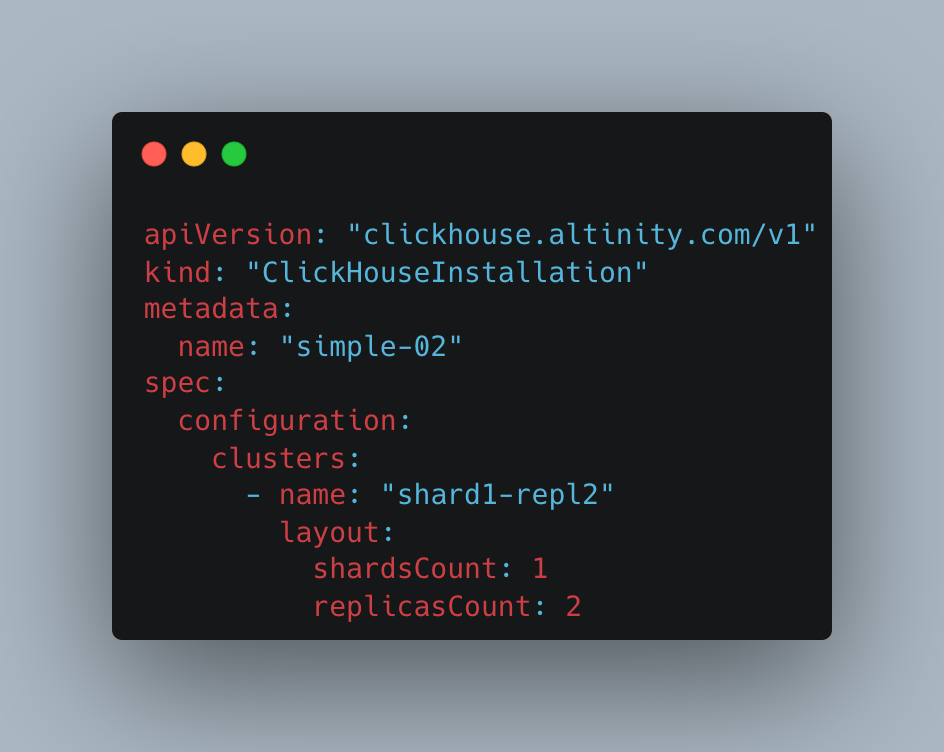 apiVersion: "clickhouse.altinity.com/v1"
kind: "ClickHouseInstallation"
metadata:
  name: "simple-02"
spec:
  configuration:
    clusters:
      - name: "shard1-repl2"
        layout:
          shardsCount: 1
          replicasCount: 2